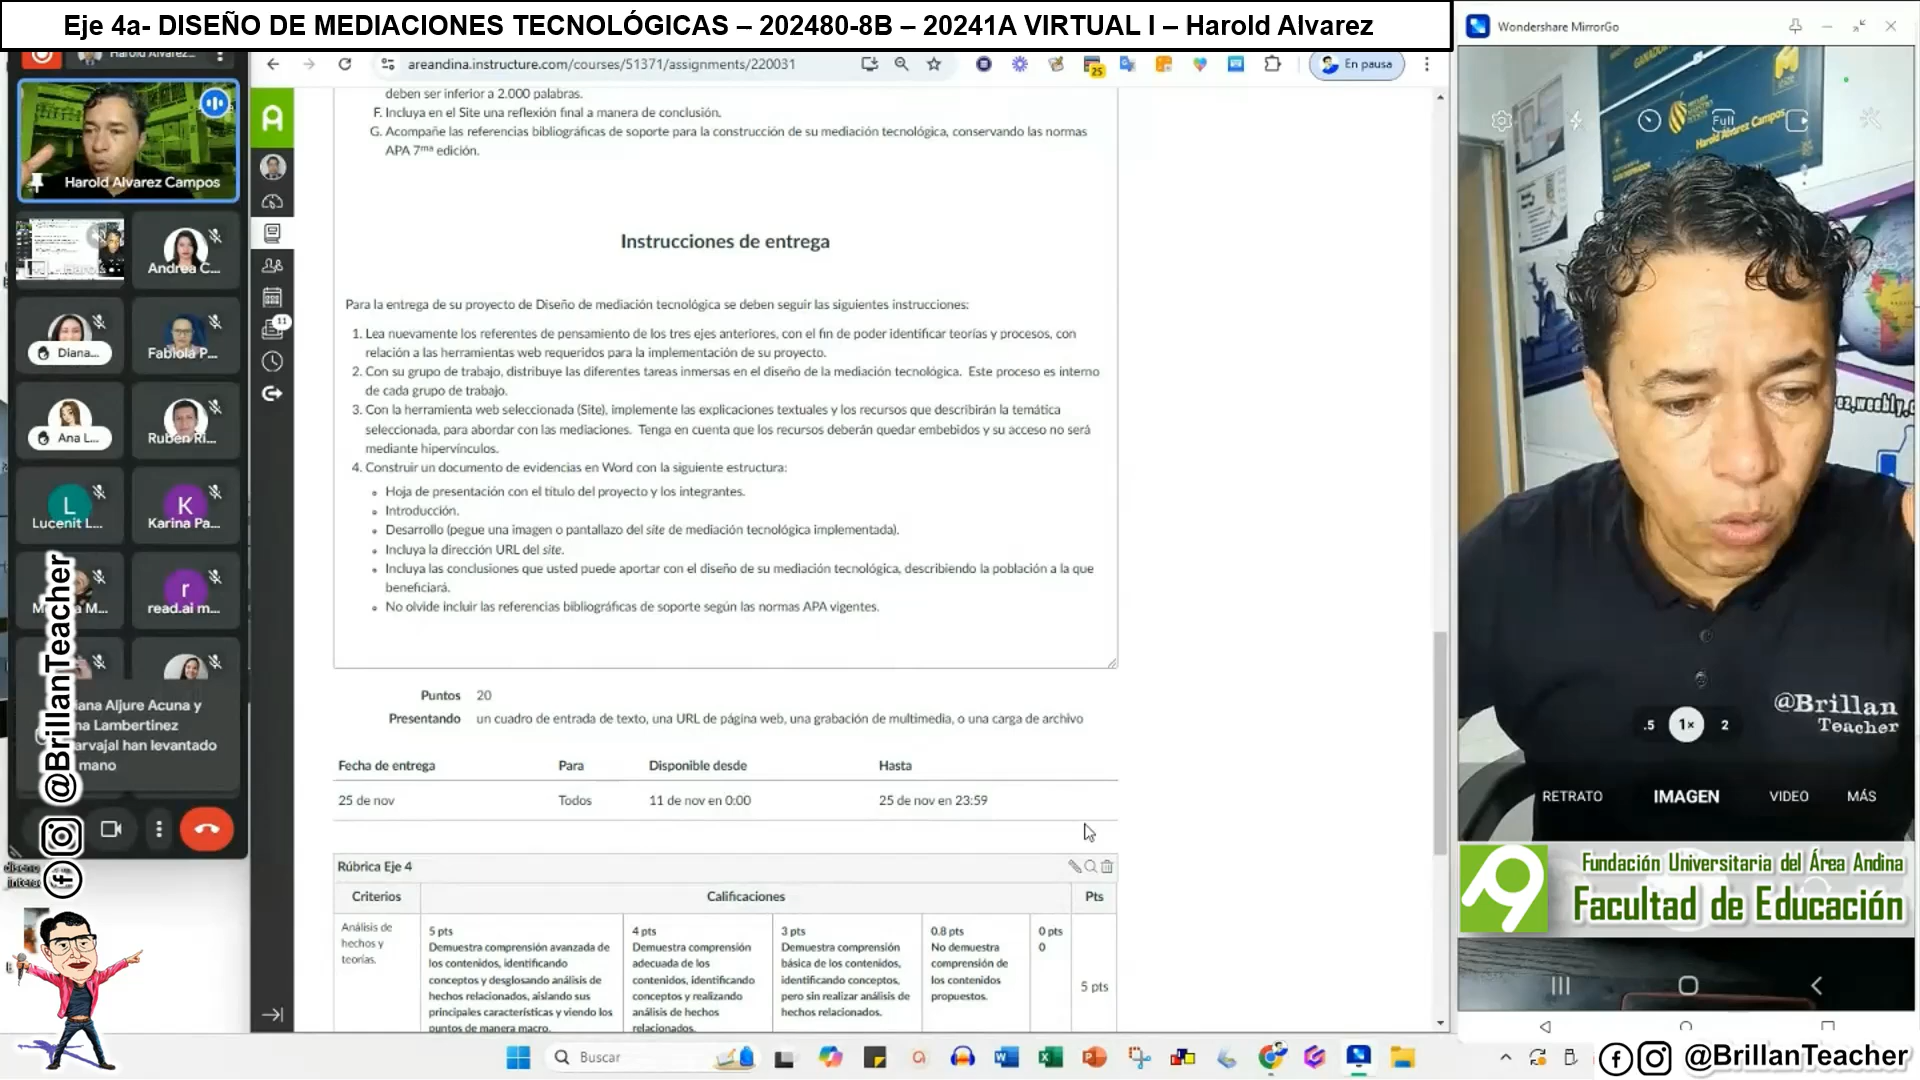 Eje 4a- DISEÑO DE MEDIACIONES TECNOLÓGICAS – 202480-8B – 20241A VIRTUAL I – Harold Alvarez
Wondershare MirrorGo
Harold Alvarez...
areandina.instructure.com/courses/51371/assignments/220031
25
En pausa
deben ser inferior a 2.000 palabras.
F. Incluya en el Site una reflexión final a manera de conclusión.
G. Acompañe las referencias bibliográficas de soporte para la construcción de su mediación tecnológica, conservando las normas
APA 7ma edición.
Harold Alvarez Campos
Instrucciones de entrega
Andrea C...
Para la entrega de su proyecto de Diseño de mediación tecnológica se deben seguir las siguientes instrucciones:
1. Lea nuevamente los referentes de pensamiento de los tres ejes anteriores, con el fin de poder identificar teorías y procesos, con
relación a las herramientas web requeridos para la implementación de su proyecto.
2. Con su grupo de trabajo, distribuye las diferentes tareas inmersas en el diseño de la mediación tecnológica. Este proceso es interno
de cada grupo de trabajo.
3. Con la herramienta web seleccionada (Site), implemente las explicaciones textuales y los recursos que describirán la temática
seleccionada, para abordar con las mediaciones. Tenga en cuenta que los recursos deberán quedar embebidos y su acceso no será
mediante hipervínculos.
4. Construir un documento de evidencias en Word con la siguiente estructura:
Hoja de presentación con el título del proyecto y los integrantes.
Introducción.
Desarrollo (pegue una imagen o pantallazo del site de mediación tecnológica implementada).
Incluya la dirección URL del site.
Incluya las conclusiones que usted puede aportar con el diseño de su mediación tecnológica, describiendo la población a la que
beneficiará.
No olvide incluir las referencias bibliográficas de soporte según las normas APA vigentes.
11
Diana...
Fabiola P...
Ana L...
Ruben Ri...
L
K
Lucenit L...
Karina Pa...
r
read.ai m...
ana Aljure Acuna y
na Lambertinez
arvajal han levantado
mano
@BrillanTeacher
Puntos 20
Presentando un cuadro de entrada de texto, una URL de página web, una grabación de multimedia, o una carga de archivo
Fecha de entrega Para Disponible desde Hasta
25 de nov Todos 11 de nov en 0:00 25 de nov en 23:59
Rúbrica Eje 4
Criterios Calificaciones Pts
Análisis de
hechos y
teorías.
5 pts
Demuestra comprensión avanzada de
los contenidos, identificando
conceptos y desglosando análisis de
hechos relacionados, aislando sus
principales características y viendo los
puntos de manera macro.
4 pts
Demuestra comprensión
adecuada de los
contenidos, identificando
conceptos y realizando
análisis de hechos
relacionados.
3 pts
Demuestra comprensión
básica de los contenidos,
identificando conceptos,
pero sin realizar análisis de
hechos relacionados.
0.8 pts
No demuestra
comprensión de
los contenidos
propuestos.
0 pts
0
5 pts
Buscar
Full
Harold Alvarez Campos
@Brillan
Teacher
.5 1× 2
RETRATO IMAGEN VIDEO MÁS
Fundación Universitaria del Área Andina
Facultad de Educación
@BrillanTeacher